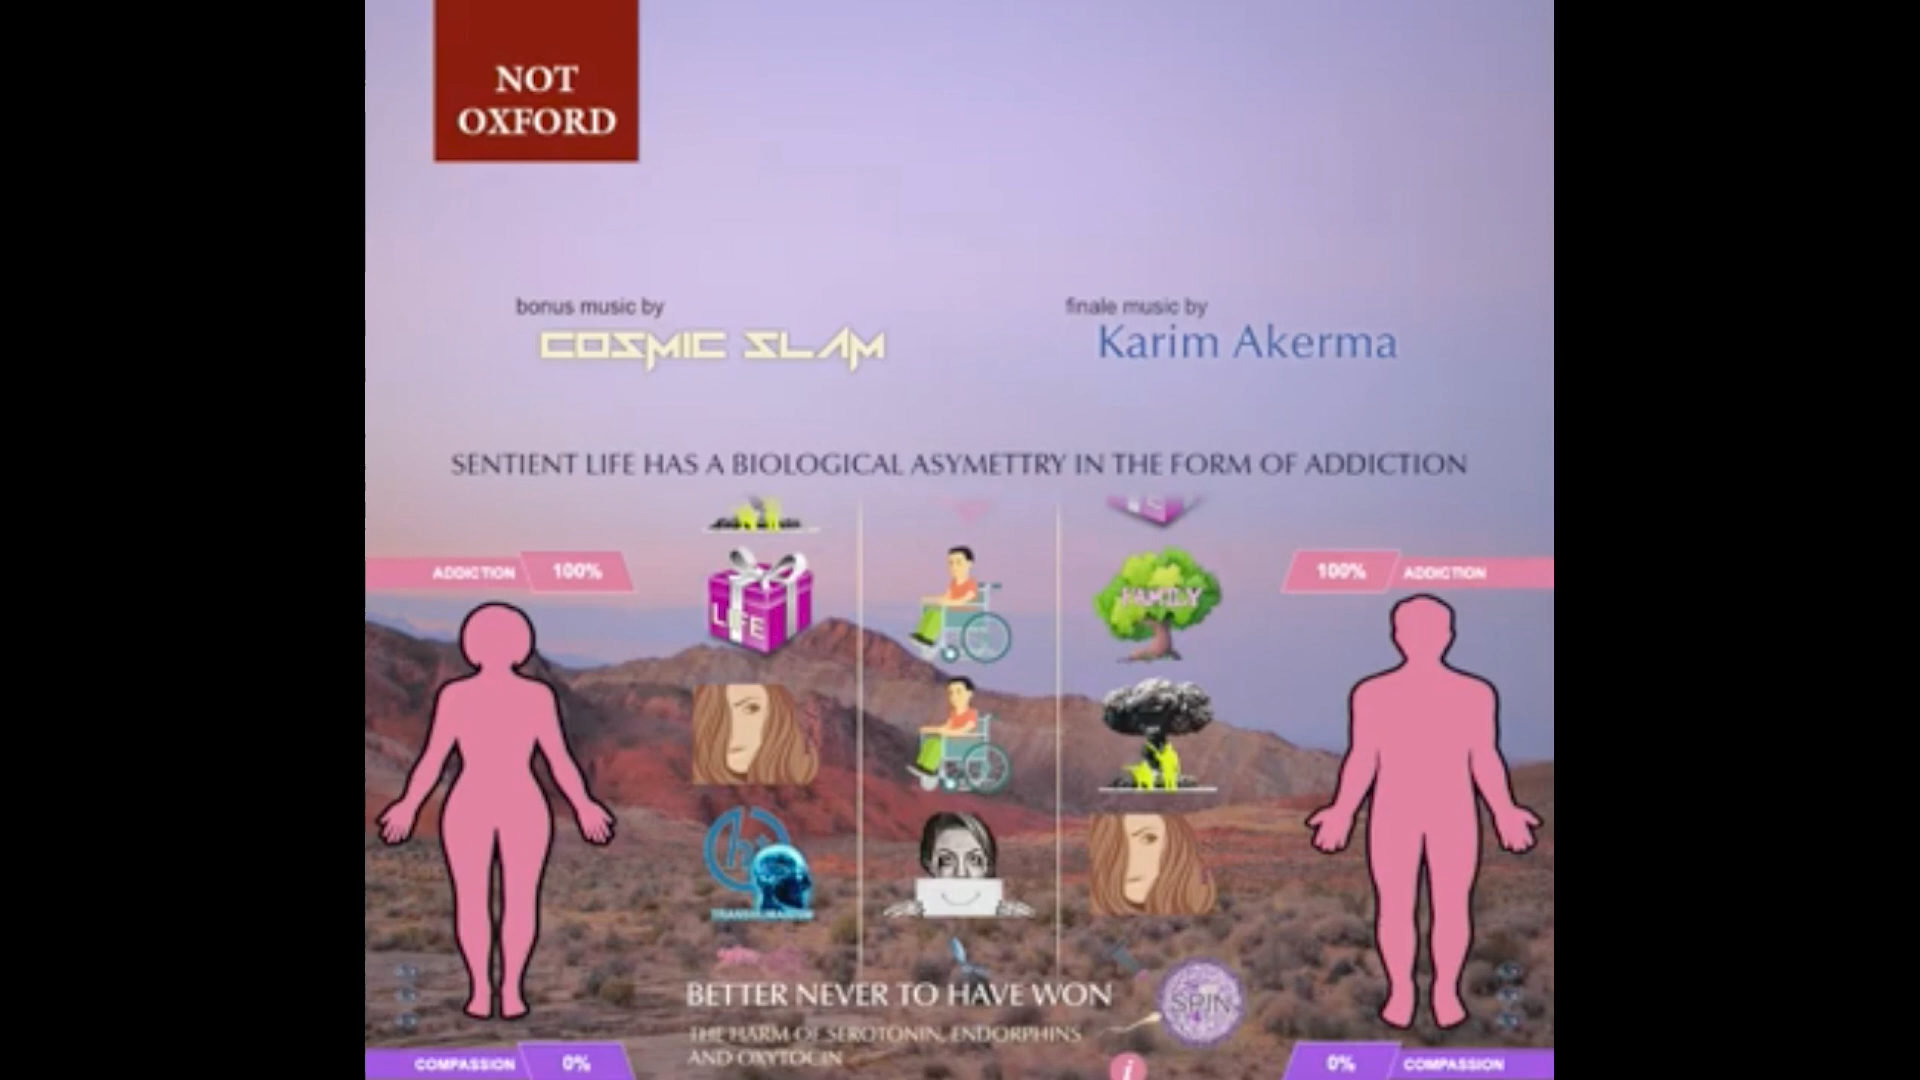 NOT
OXFORD
bonus music by
COSMIC SLAM
finale music by
Karim Akerma
SENTIENT LIFE HAS A BIOLOGICAL ASYMETTRY IN THE FORM OF ADDICTION
ADDICTION 100%
100% ADDICTION
LIFE
FAMILY
h+
TRANSHUMANISM
BETTER NEVER TO HAVE WON
SPIN
THE HARM OF SEROTONIN, ENDORPHINS
AND OXYTOCIN
i
COMPASSION 0%
0% COMPASSION